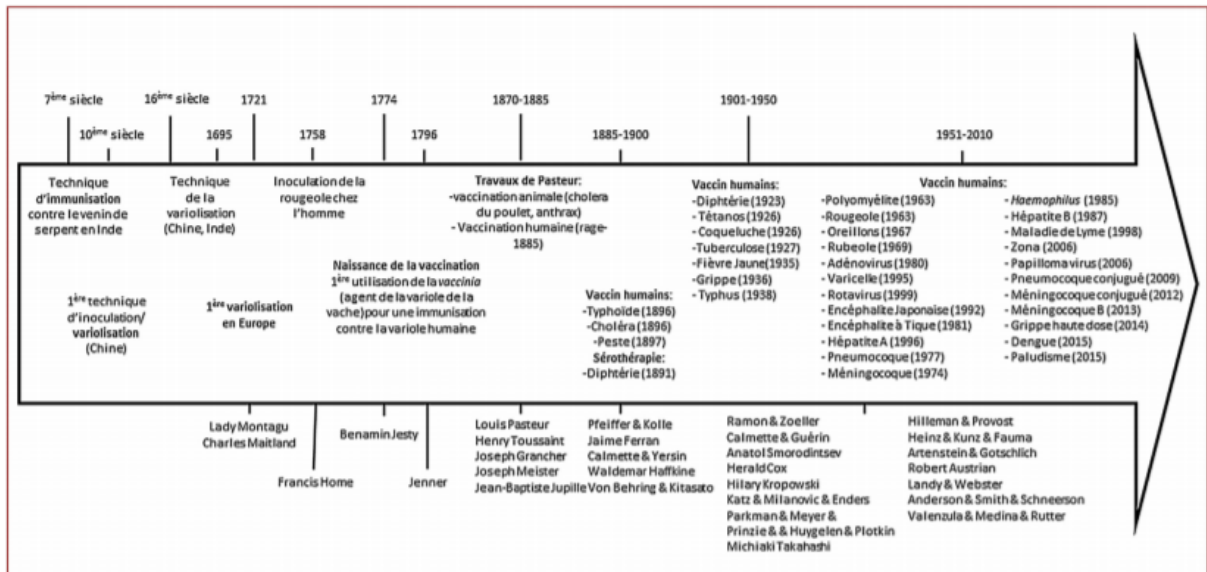 7ème siècle
16ème siècle
1721
1774
1870-1885
1901-1950
10ème siècle
1695
1758
1796
1885-1900
1951-2010
Technique
d'immunisation
contre le venin de
serpent en Inde
1ère technique
d'inoculation/
variolisation
(Chine)
Technique
de la
variolisation
(Chine, Inde)
1ère variolisation
en Europe
Inoculation de la
rougeole chez
l'homme
Naissance de la vaccination
1ère utilisation de la vaccinia
(agent de la variole de la
vache) pour une immunisation
contre la variole humaine
Travaux de Pasteur:
-vaccination animale (cholera
du poulet, anthrax)
- Vaccination humaine (rage-
1885)
Vaccin humains:
-Typhoïde (1896)
-Choléra (1896)
-Peste (1897)
Sérothérapie:
-Diphtérie (1891)
Vaccin humains:
-Diphtérie (1923)
- Tétanos (1926)
- Coqueluche (1926)
-Tuberculose (1927)
-Fièvre Jaune (1935)
-Grippe (1936)
- Typhus (1938)
Vaccin humains:
-Polyomyélite (1963)
- Rougeole (1963)
- Oreillons (1967
- Rubeole (1969)
- Adénovirus (1980)
- Varicelle (1995)
- Rotavirus (1999)
- Encéphalite Japonaise (1992)
- Encéphalite à Tique (1981)
- Hépatite A (1996)
- Pneumocoque (1977)
- Méningocoque (1974)
- Haemophilus (1985)
- Hépatite B (1987)
- Maladie de Lyme (1998)
- Zona (2006)
- Papilloma virus (2006)
-Pneumocoque conjugué (2009)
- Méningocoque conjugué (2012)
- Méningocoque B (2013)
- Grippe haute dose (2014)
- Dengue (2015)
- Paludisme (2015)
Lady Montagu
Charles Maitland
Francis Home
Benamin Jesty
Jenner
Louis Pasteur
Henry Toussaint
Joseph Grancher
Joseph Meister
Jean-Baptiste Jupille
Pfeiffer & Kolle
Jaime Ferran
Calmette & Yersin
Waldemar Haffkine
Von Behring & Kitasato
Ramon & Zoeller
Calmette & Guérin
Anatol Smorodintsev
Herald Cox
Hilary Kropowski
Katz & Milanovic & Enders
Parkman & Meyer &
Prinzie & & Huygelen & Plotkin
Michiaki Takahashi
Hilleman & Provost
Heinz & Kunz & Fauma
Artenstein & Gotschlich
Robert Austrian
Landy & Webster
Anderson & Smith & Schneerson
Valenzula & Medina & Rutter